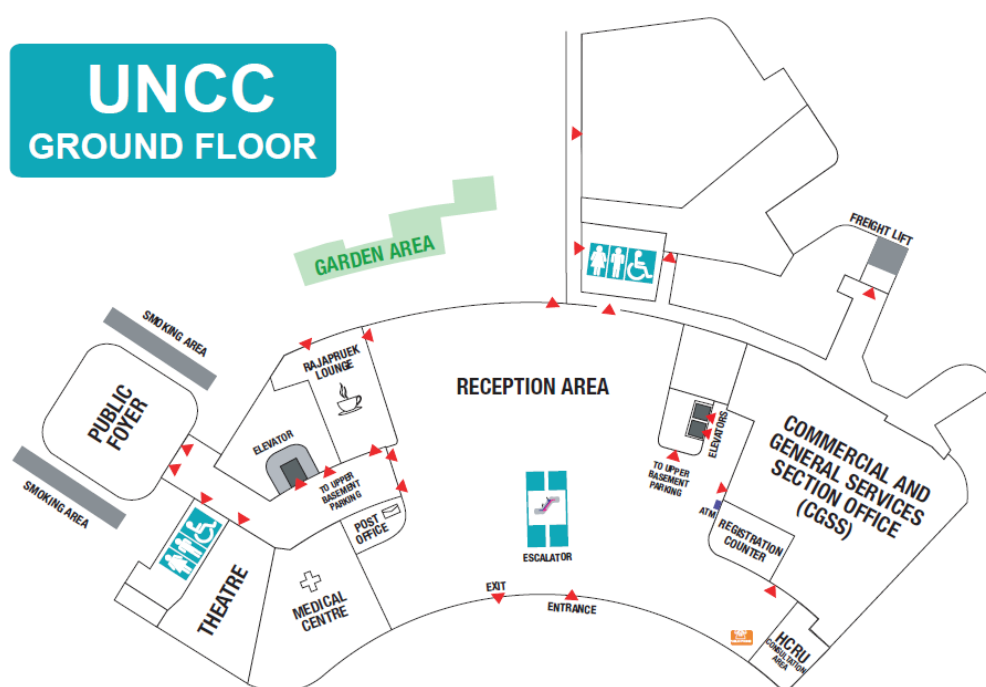 UNCC
GROUND FLOOR
FREIGHT LIFT
GARDEN AREA
SMOKING AREA
RAJAPRUEK
LOUNGE
RECEPTION AREA
PUBLIC
FOYER
ELEVATOR
ELEVATORS
COMMERCIAL AND
GENERAL SERVICES
SECTION OFFICE
(CGSS)
SMOKING AREA
TO UPPER
BASEMENT
PARKING
TO UPPER
BASEMENT
PARKING
ATM
POST
OFFICE
REGISTRATION
COUNTER
ESCALATOR
THEATRE
MEDICAL
CENTRE
EXIT
ENTRANCE
HCRU
CONSULTATION
AREA